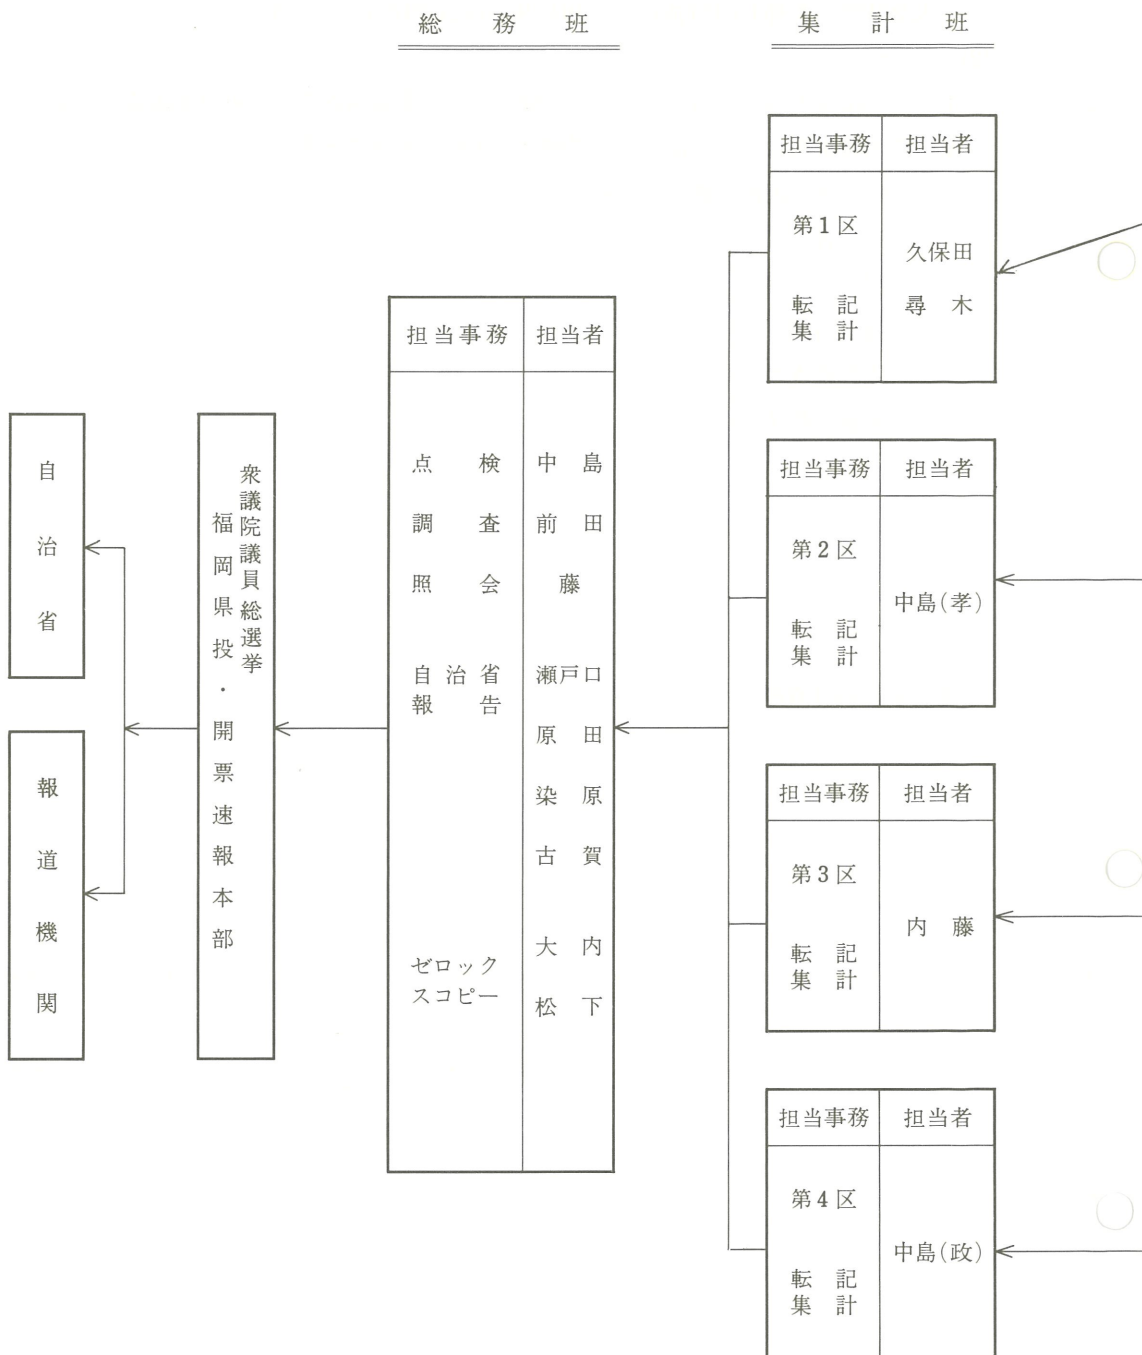 総務班
集計班
担当事務 担当者
第1区
転記
集計
久保田
尋木
担当事務 担当者
第2区
転記
集計
中島(孝)
担当事務 担当者
第3区
転記
集計
内藤
担当事務 担当者
第4区
転記
集計
中島(政)
担当事務 担当者
点検
調査
照会
自治省
報告
ゼロック
スコピー
中島
前田
藤
瀬戸口
原田
染原
古賀
大内
松下
衆議院議員総選挙
福岡県投・開票速報本部
自治省
報道機関